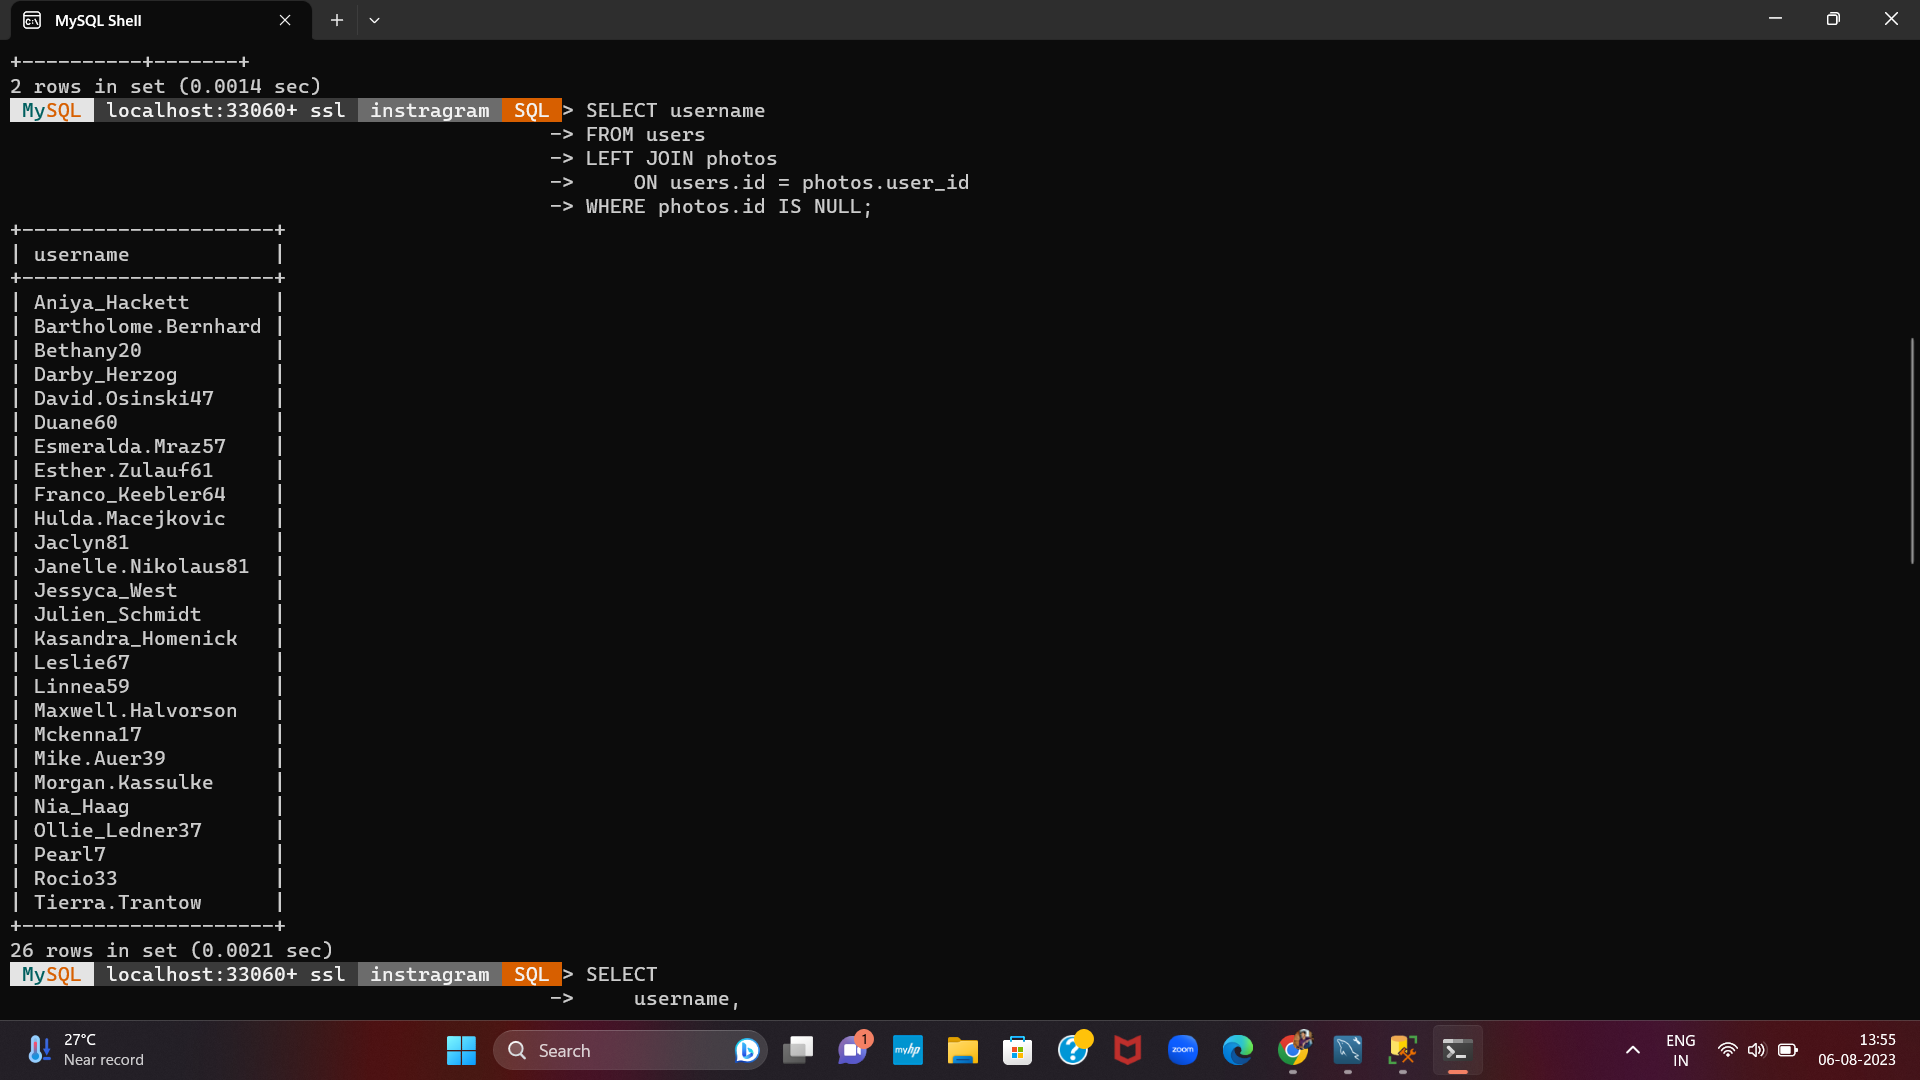 MySQL Shell
+----------+-------+
2 rows in set (0.0014 sec)
MySQL localhost:33060+ ssl instragram SQL > SELECT username
-> FROM users
-> LEFT JOIN photos
->     ON users.id = photos.user_id
-> WHERE photos.id IS NULL;
+---------------------+
| username            |
+---------------------+
| Aniya_Hackett       |
| Bartholome.Bernhard |
| Bethany20           |
| Darby_Herzog        |
| David.Osinski47     |
| Duane60             |
| Esmeralda.Mraz57    |
| Esther.Zulauf61     |
| Franco_Keebler64    |
| Hulda.Macejkovic    |
| Jaclyn81            |
| Janelle.Nikolaus81  |
| Jessyca_West        |
| Julien_Schmidt      |
| Kasandra_Homenick   |
| Leslie67            |
| Linnea59            |
| Maxwell.Halvorson   |
| Mckenna17           |
| Mike.Auer39         |
| Morgan.Kassulke     |
| Nia_Haag            |
| Ollie_Ledner37      |
| Pearl7              |
| Rocio33             |
| Tierra.Trantow      |
+---------------------+
26 rows in set (0.0021 sec)
MySQL localhost:33060+ ssl instragram SQL > SELECT
->     username,
27°C
Near record
Search
1
myhp
zoom
ENG
IN
13:55
06-08-2023